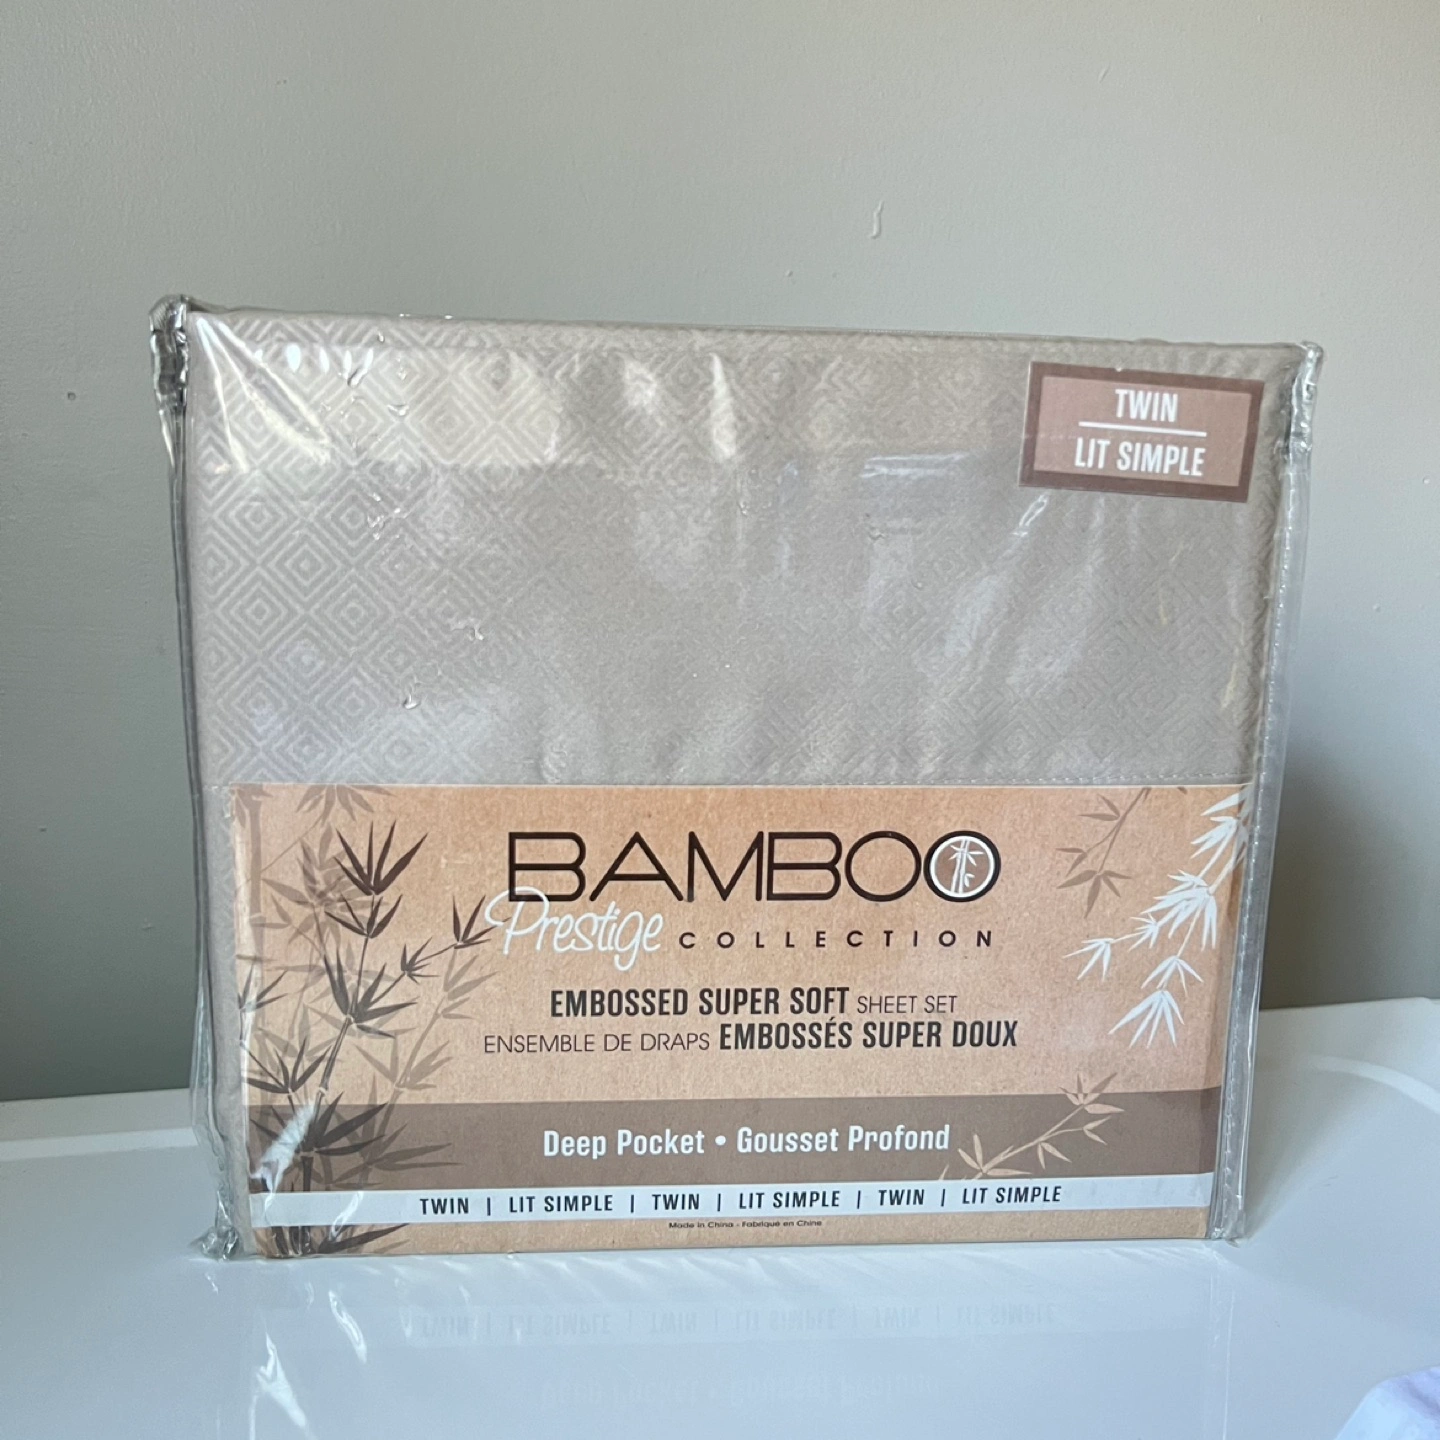 TWIN
LIT SIMPLE
BAMBOO
Prestige COLLECTION
EMBOSSED SUPER SOFT SHEET SET
ENSEMBLE DE DRAPS EMBOSSÉS SUPER DOUX
Deep Pocket • Gousset Profond
TWIN | LIT SIMPLE | TWIN | LIT SIMPLE | TWIN | LIT SIMPLE
Made in China - Fabriqué en Chine